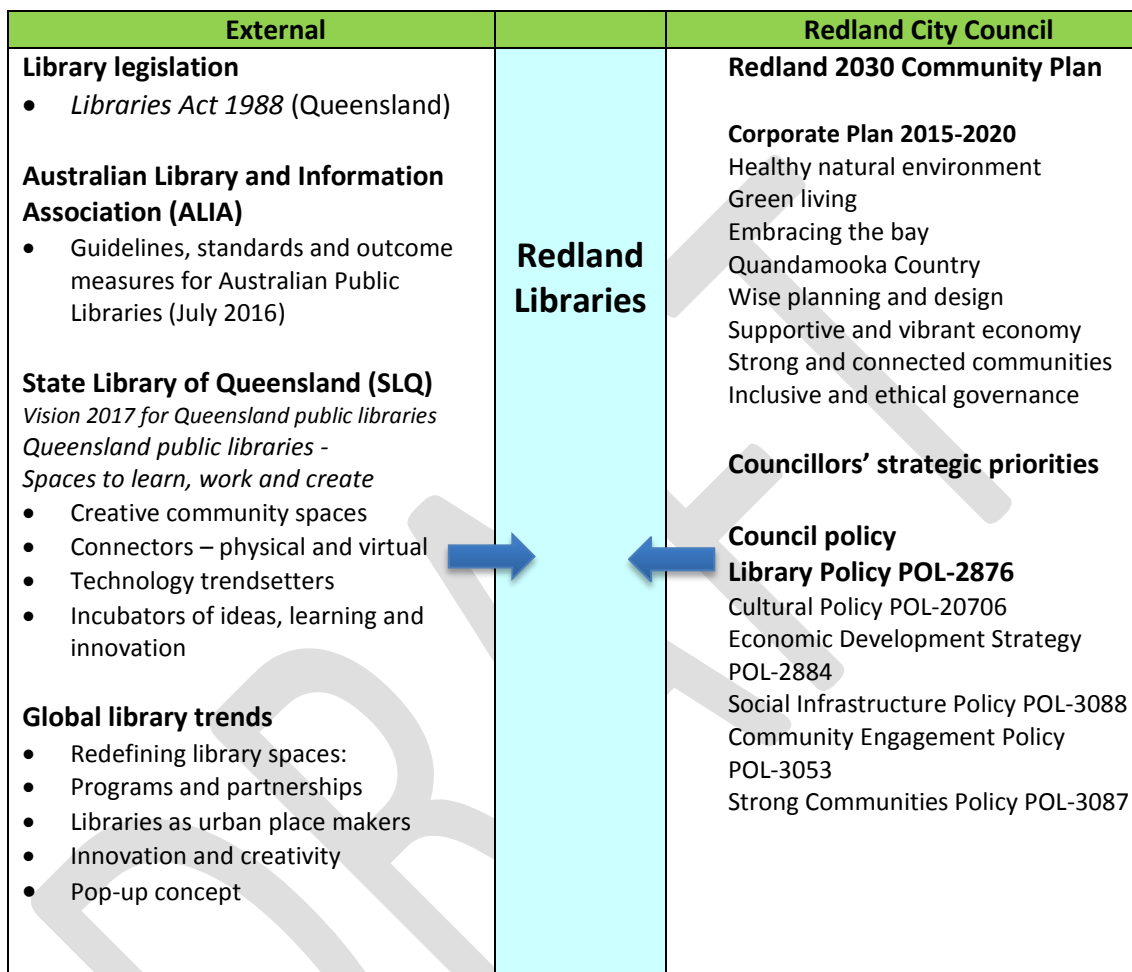 External
Library legislation
• Libraries Act 1988 (Queensland)
Australian Library and Information
Association (ALIA)
• Guidelines, standards and outcome
measures for Australian Public
Libraries (July 2016)
State Library of Queensland (SLQ)
Vision 2017 for Queensland public libraries
Queensland public libraries -
Spaces to learn, work and create
• Creative community spaces
• Connectors – physical and virtual
• Technology trendsetters
• Incubators of ideas, learning and
innovation
Global library trends
• Redefining library spaces:
• Programs and partnerships
• Libraries as urban place makers
• Innovation and creativity
• Pop-up concept
Redland
Libraries
Redland City Council
Redland 2030 Community Plan
Corporate Plan 2015-2020
Healthy natural environment
Green living
Embracing the bay
Quandamooka Country
Wise planning and design
Supportive and vibrant economy
Strong and connected communities
Inclusive and ethical governance
Councillors’ strategic priorities
Council policy
Library Policy POL-2876
Cultural Policy POL-20706
Economic Development Strategy
POL-2884
Social Infrastructure Policy POL-3088
Community Engagement Policy
POL-3053
Strong Communities Policy POL-3087
DRAFT